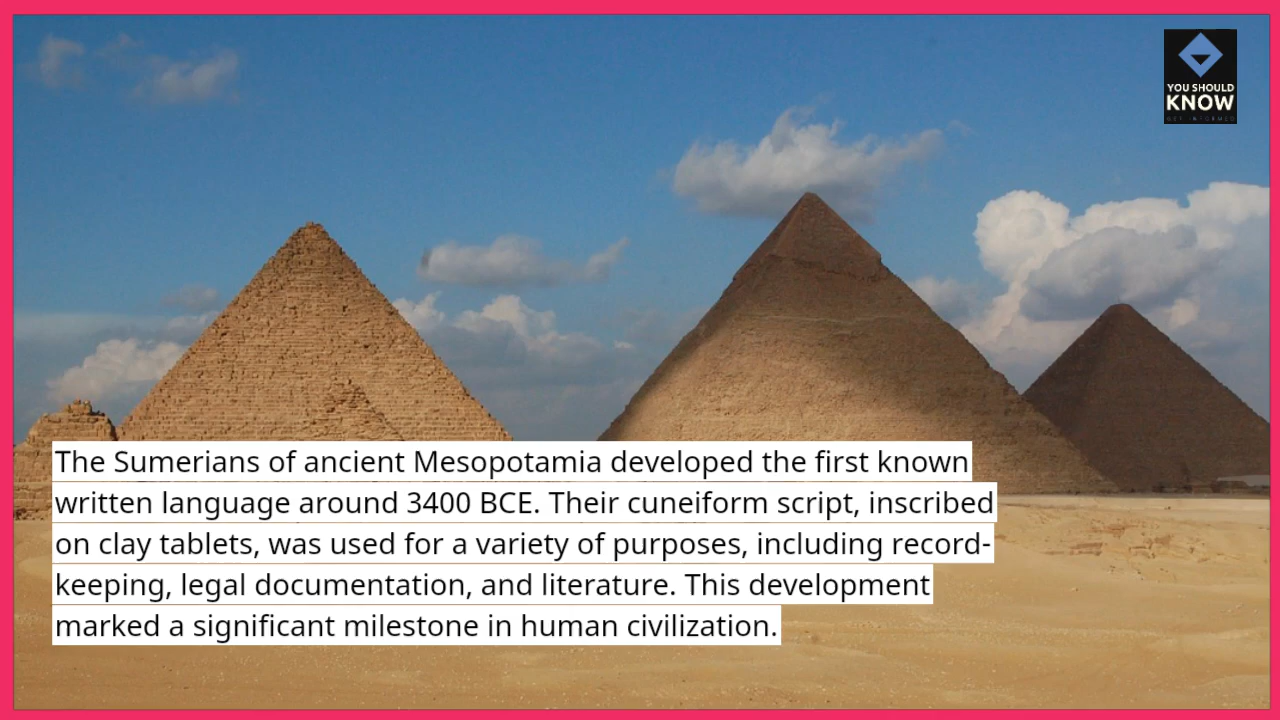 YOU SHOULD
KNOW
GET INFORMED
The Sumerians of ancient Mesopotamia developed the first known
written language around 3400 BCE. Their cuneiform script, inscribed
on clay tablets, was used for a variety of purposes, including record-
keeping, legal documentation, and literature. This development
marked a significant milestone in human civilization.